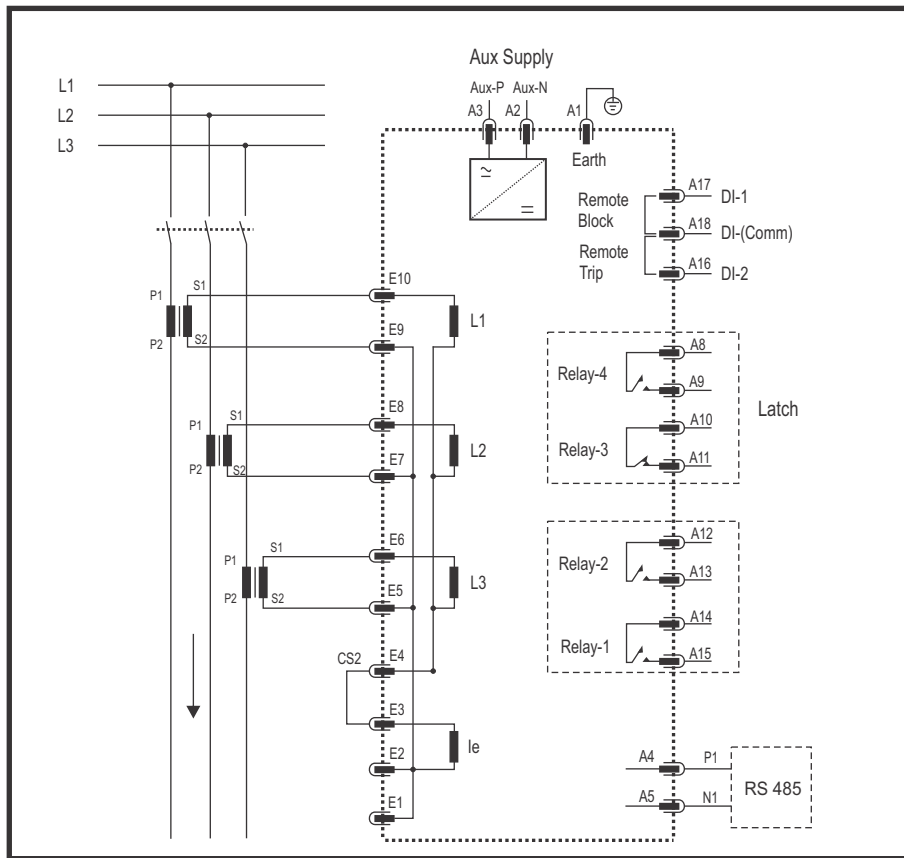 Aux Supply
Aux-P Aux-N
A3 A2 A1
Earth
L1
L2
L3
Remote
Block
Remote
Trip
A17 DI-1
A18 DI-(Comm)
A16 DI-2
P1 S1
P2 S2
E10
E9
L1
P1 S1
P2 S2
E8
E7
L2
P1 S1
P2 S2
E6
E5
L3
CS2 E4
E3
E2
E1
Ie
Relay-4
A8
A9
Relay-3
A10
A11
Latch
Relay-2
A12
A13
Relay-1
A14
A15
A4 P1
A5 N1
RS 485